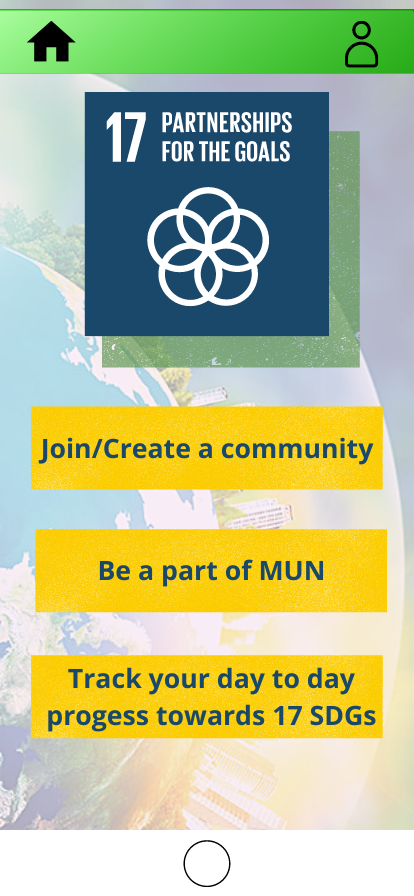 17 PARTNERSHIPS
FOR THE GOALS
Join/Create a community
Be a part of MUN
Track your day to day
progess towards 17 SDGs